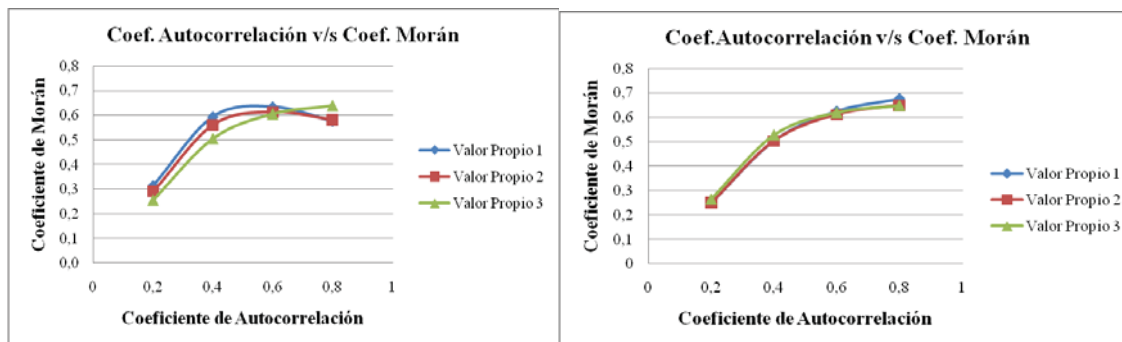 Coef. Autocorrelación v/s Coef. Morán
Coeficiente de Morán
0,8
0,7
0,6
0,5
0,4
0,3
0,2
0,1
0,0
0
0,2
0,4
0,6
0,8
1
Coeficiente de Autocorrelación
Valor Propio 1
Valor Propio 2
Valor Propio 3
Coef.Autocorrelación v/s Coef. Morán
Coeficiente de Morán
0,8
0,7
0,6
0,5
0,4
0,3
0,2
0,1
0
0
0,2
0,4
0,6
0,8
1
Coeficiente de Autocorrelación
Valor Propio 1
Valor Propio 2
Valor Propio 3